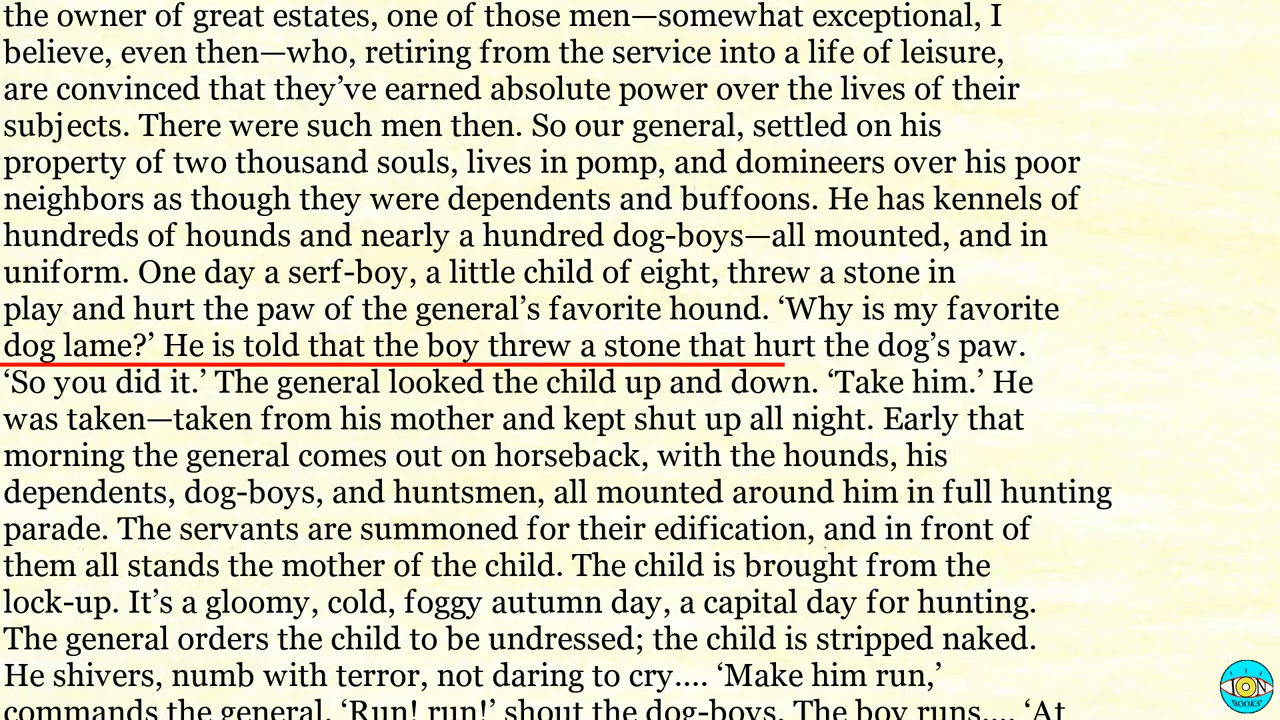 the owner of great estates, one of those men—somewhat exceptional, I
believe, even then—who, retiring from the service into a life of leisure,
are convinced that they’ve earned absolute power over the lives of their
subjects. There were such men then. So our general, settled on his
property of two thousand souls, lives in pomp, and domineers over his poor
neighbors as though they were dependents and buffoons. He has kennels of
hundreds of hounds and nearly a hundred dog-boys—all mounted, and in
uniform. One day a serf-boy, a little child of eight, threw a stone in
play and hurt the paw of the general’s favorite hound. ‘Why is my favorite
dog lame?’ He is told that the boy threw a stone that hurt the dog’s paw.
‘So you did it.’ The general looked the child up and down. ‘Take him.’ He
was taken—taken from his mother and kept shut up all night. Early that
morning the general comes out on horseback, with the hounds, his
dependents, dog-boys, and huntsmen, all mounted around him in full hunting
parade. The servants are summoned for their edification, and in front of
them all stands the mother of the child. The child is brought from the
lock-up. It’s a gloomy, cold, foggy autumn day, a capital day for hunting.
The general orders the child to be undressed; the child is stripped naked.
He shivers, numb with terror, not daring to cry.... ‘Make him run,’
commands the general. ‘Run! run!’ shout the dog-boys. The boy runs.... ‘At
ION
BOOKS